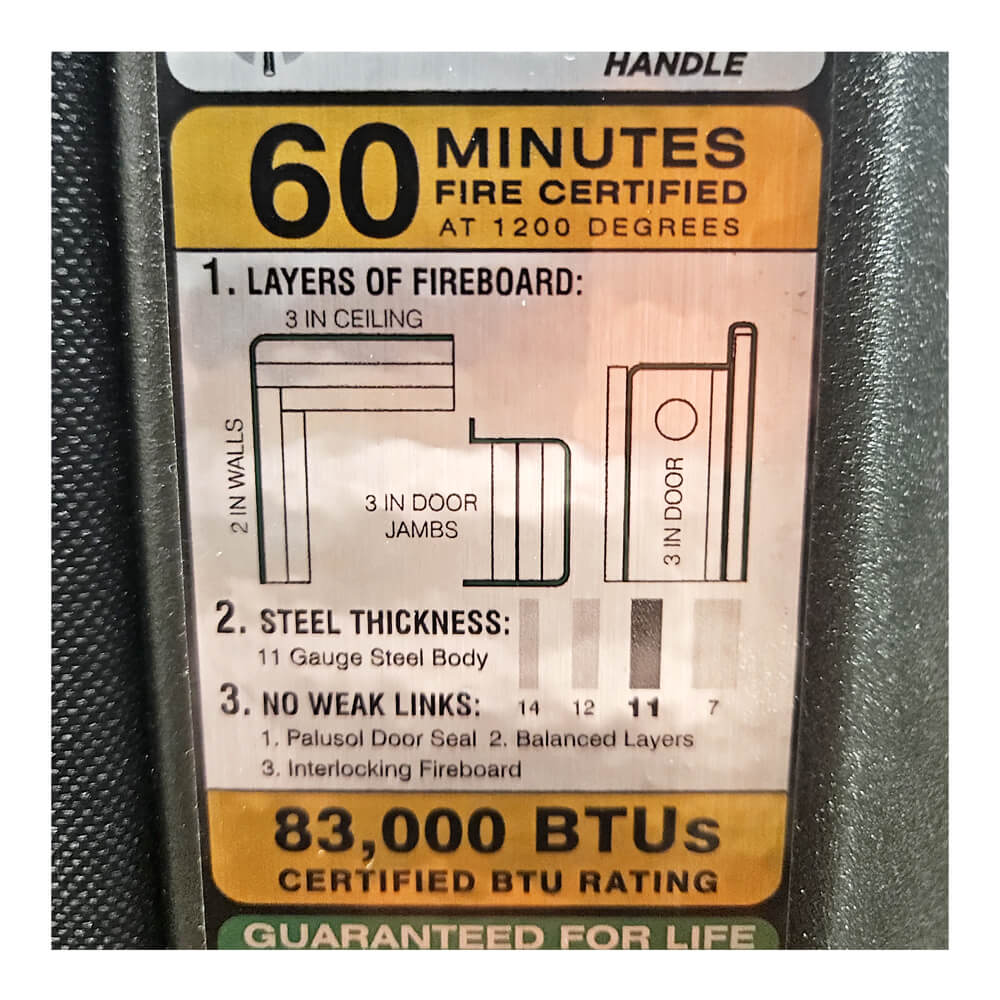 HANDLE
60 MINUTES
FIRE CERTIFIED
AT 1200 DEGREES
1. LAYERS OF FIREBOARD:
3 IN CEILING
2 IN WALLS
3 IN DOOR
JAMBS
3 IN DOOR
2. STEEL THICKNESS:
11 Gauge Steel Body
14 12 11 7
3. NO WEAK LINKS:
1. Palusol Door Seal 2. Balanced Layers
3. Interlocking Fireboard
83,000 BTUs
CERTIFIED BTU RATING
GUARANTEED FOR LIFE